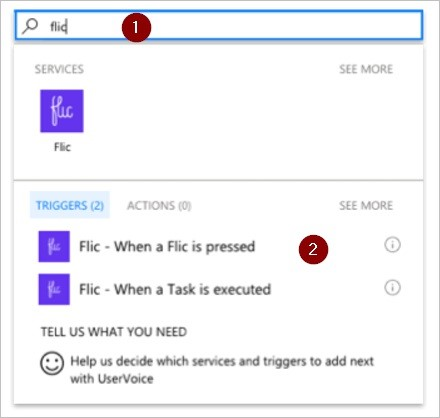 flic
1
SERVICES SEE MORE
flic
Flic
TRIGGERS (2) ACTIONS (0) SEE MORE
flic Flic - When a Flic is pressed 2
flic Flic - When a Task is executed
TELL US WHAT YOU NEED
Help us decide which services and triggers to add next
with UserVoice